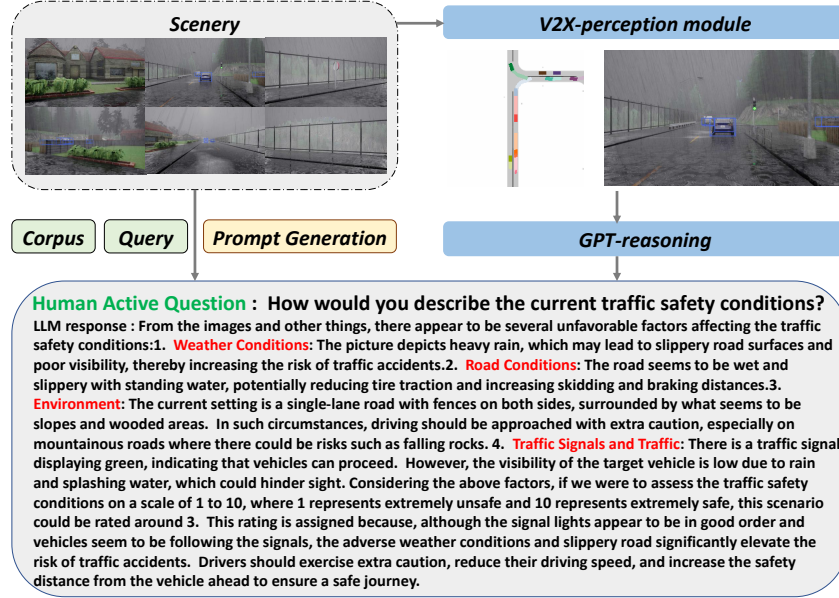 Scenery
V2X-perception module
Corpus
Query
Prompt Generation
GPT-reasoning
Human Active Question : How would you describe the current traffic safety conditions?
LLM response : From the images and other things, there appear to be several unfavorable factors affecting the traffic
safety conditions:1. Weather Conditions: The picture depicts heavy rain, which may lead to slippery road surfaces and
poor visibility, thereby increasing the risk of traffic accidents.2. Road Conditions: The road seems to be wet and
slippery with standing water, potentially reducing tire traction and increasing skidding and braking distances.3.
Environment: The current setting is a single-lane road with fences on both sides, surrounded by what seems to be
slopes and wooded areas. In such circumstances, driving should be approached with extra caution, especially on
mountainous roads where there could be risks such as falling rocks. 4. Traffic Signals and Traffic: There is a traffic signal
displaying green, indicating that vehicles can proceed. However, the visibility of the target vehicle is low due to rain
and splashing water, which could hinder sight. Considering the above factors, if we were to assess the traffic safety
conditions on a scale of 1 to 10, where 1 represents extremely unsafe and 10 represents extremely safe, this scenario
could be rated around 3. This rating is assigned because, although the signal lights appear to be in good order and
vehicles seem to be following the signals, the adverse weather conditions and slippery road significantly elevate the
risk of traffic accidents. Drivers should exercise extra caution, reduce their driving speed, and increase the safety
distance from the vehicle ahead to ensure a safe journey.